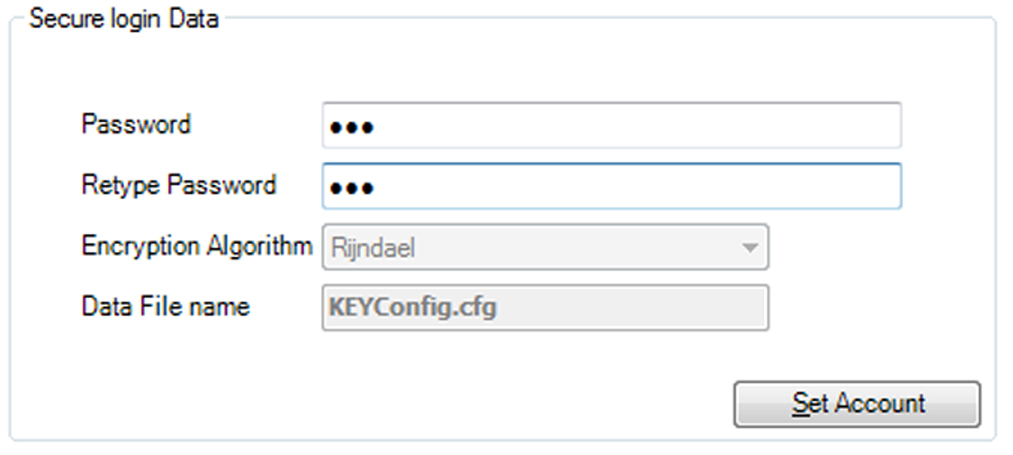 Secure login Data
Password •••
Retype Password •••
Encryption Algorithm Rijndael
Data File name KEYConfig.cfg
Set Account